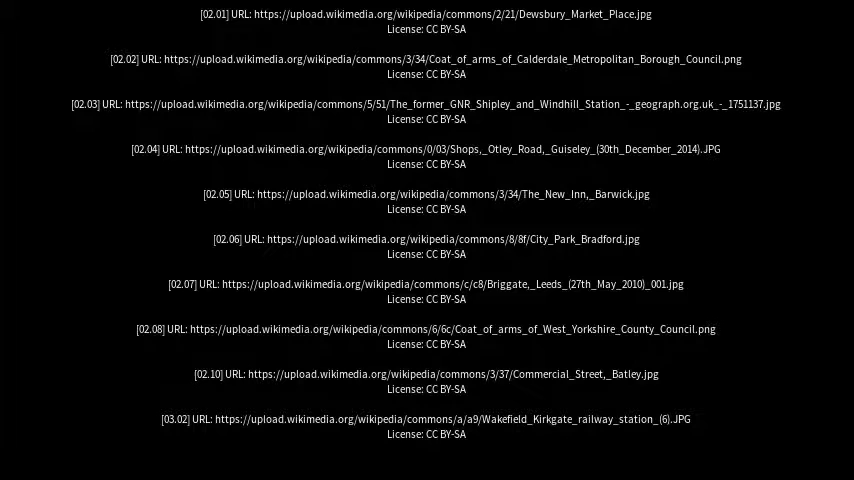 [02.01] URL: https://upload.wikimedia.org/wikipedia/commons/2/21/Dewsbury_Market_Place.jpg
License: CC BY-SA
[02.02] URL: https://upload.wikimedia.org/wikipedia/commons/3/34/Coat_of_arms_of_Calderdale_Metropolitan_Borough_Council.png
License: CC BY-SA
[02.03] URL: https://upload.wikimedia.org/wikipedia/commons/5/51/The_former_GNR_Shipley_and_Windhill_Station_-_geograph.org.uk_-_1751137.jpg
License: CC BY-SA
[02.04] URL: https://upload.wikimedia.org/wikipedia/commons/0/03/Shops,_Otley_Road,_Guiseley_(30th_December_2014).JPG
License: CC BY-SA
[02.05] URL: https://upload.wikimedia.org/wikipedia/commons/3/34/The_New_Inn,_Barwick.jpg
License: CC BY-SA
[02.06] URL: https://upload.wikimedia.org/wikipedia/commons/8/8f/City_Park_Bradford.jpg
License: CC BY-SA
[02.07] URL: https://upload.wikimedia.org/wikipedia/commons/c/c8/Briggate,_Leeds_(27th_May_2010)_001.jpg
License: CC BY-SA
[02.08] URL: https://upload.wikimedia.org/wikipedia/commons/6/6c/Coat_of_arms_of_West_Yorkshire_County_Council.png
License: CC BY-SA
[02.10] URL: https://upload.wikimedia.org/wikipedia/commons/3/37/Commercial_Street,_Batley.jpg
License: CC BY-SA
[03.02] URL: https://upload.wikimedia.org/wikipedia/commons/a/a9/Wakefield_Kirkgate_railway_station_(6).JPG
License: CC BY-SA